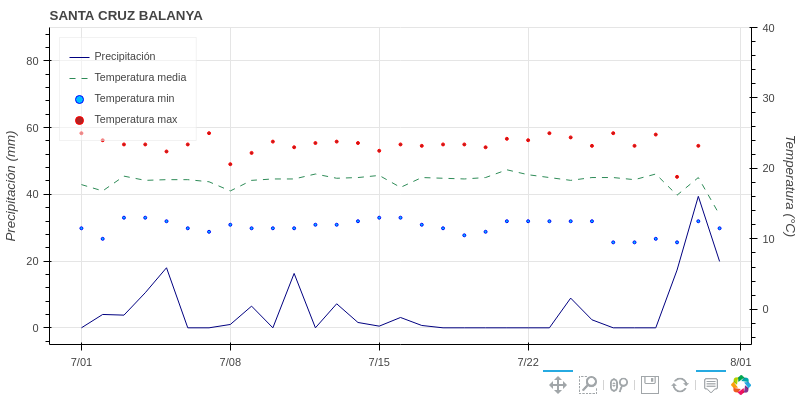 SANTA CRUZ BALANYA
Precipitación
Temperatura media
Temperatura min
Temperatura max
Precipitación (mm)
80
60
40
20
0
Temperatura (°C)
40
30
20
10
0
7/01
7/08
7/15
7/22
8/01